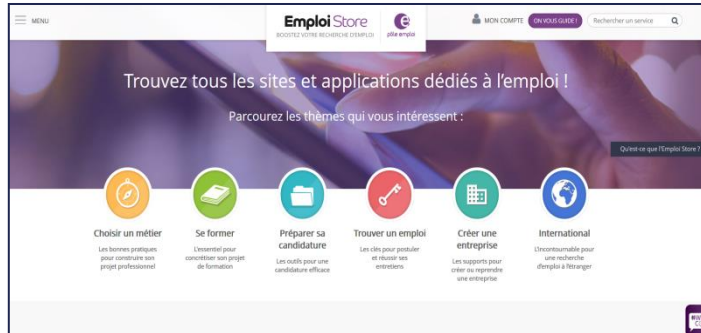 MENU
Emploi Store
BOOSTEZ VOTRE RECHERCHE D'EMPLOI
pôle emploi
MON COMPTE
ON VOUS GUIDE !
Rechercher un service
Trouvez tous les sites et applications dédiés à l'emploi !
Parcourez les thèmes qui vous intéressent :
Qu'est-ce que l'Emploi Store ?
Choisir un métier
Les bonnes pratiques
pour construire son
projet professionnel
Se former
L'essentiel pour
concrétiser son projet
de formation
Préparer sa
candidature
Les outils pour une
candidature efficace
Trouver un emploi
Les clés pour postuler
et réussir ses
entretiens
Créer une
entreprise
Les supports pour
créer ou reprendre
une entreprise
International
L'incontournable pour
une recherche
d'emploi à l'étranger